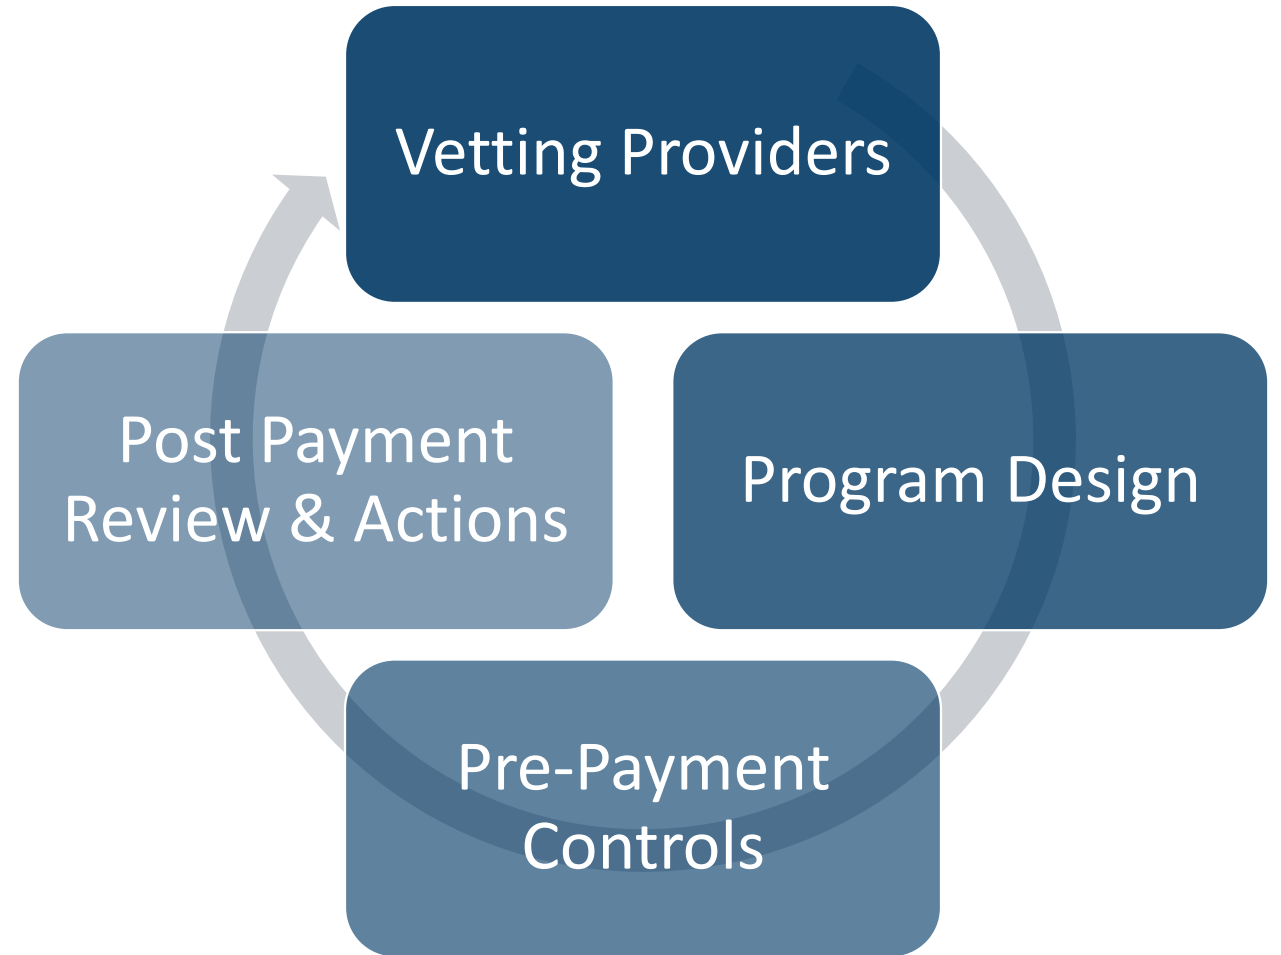 Vetting Providers
Program Design
Pre-Payment
Controls
Post Payment
Review & Actions